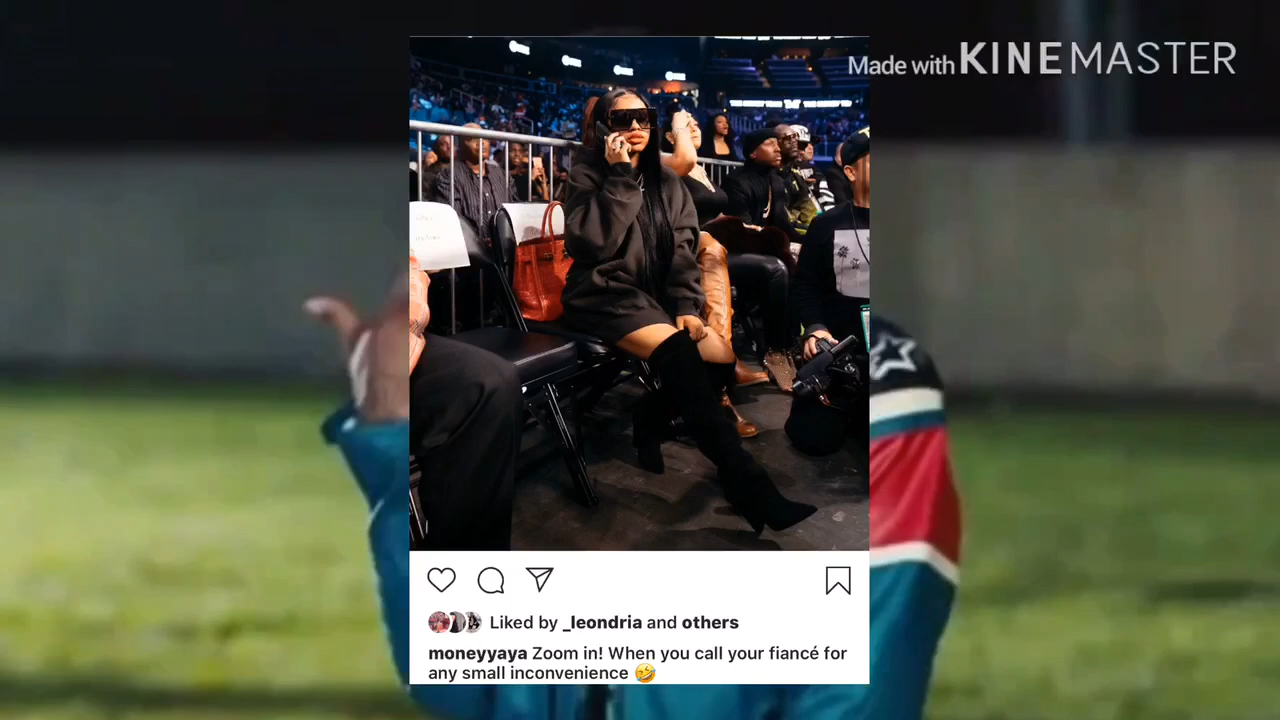 Made with KINEMASTER
Liked by _leondria and others
moneyyaya Zoom in! When you call your fiancé for
any small inconvenience 🤣